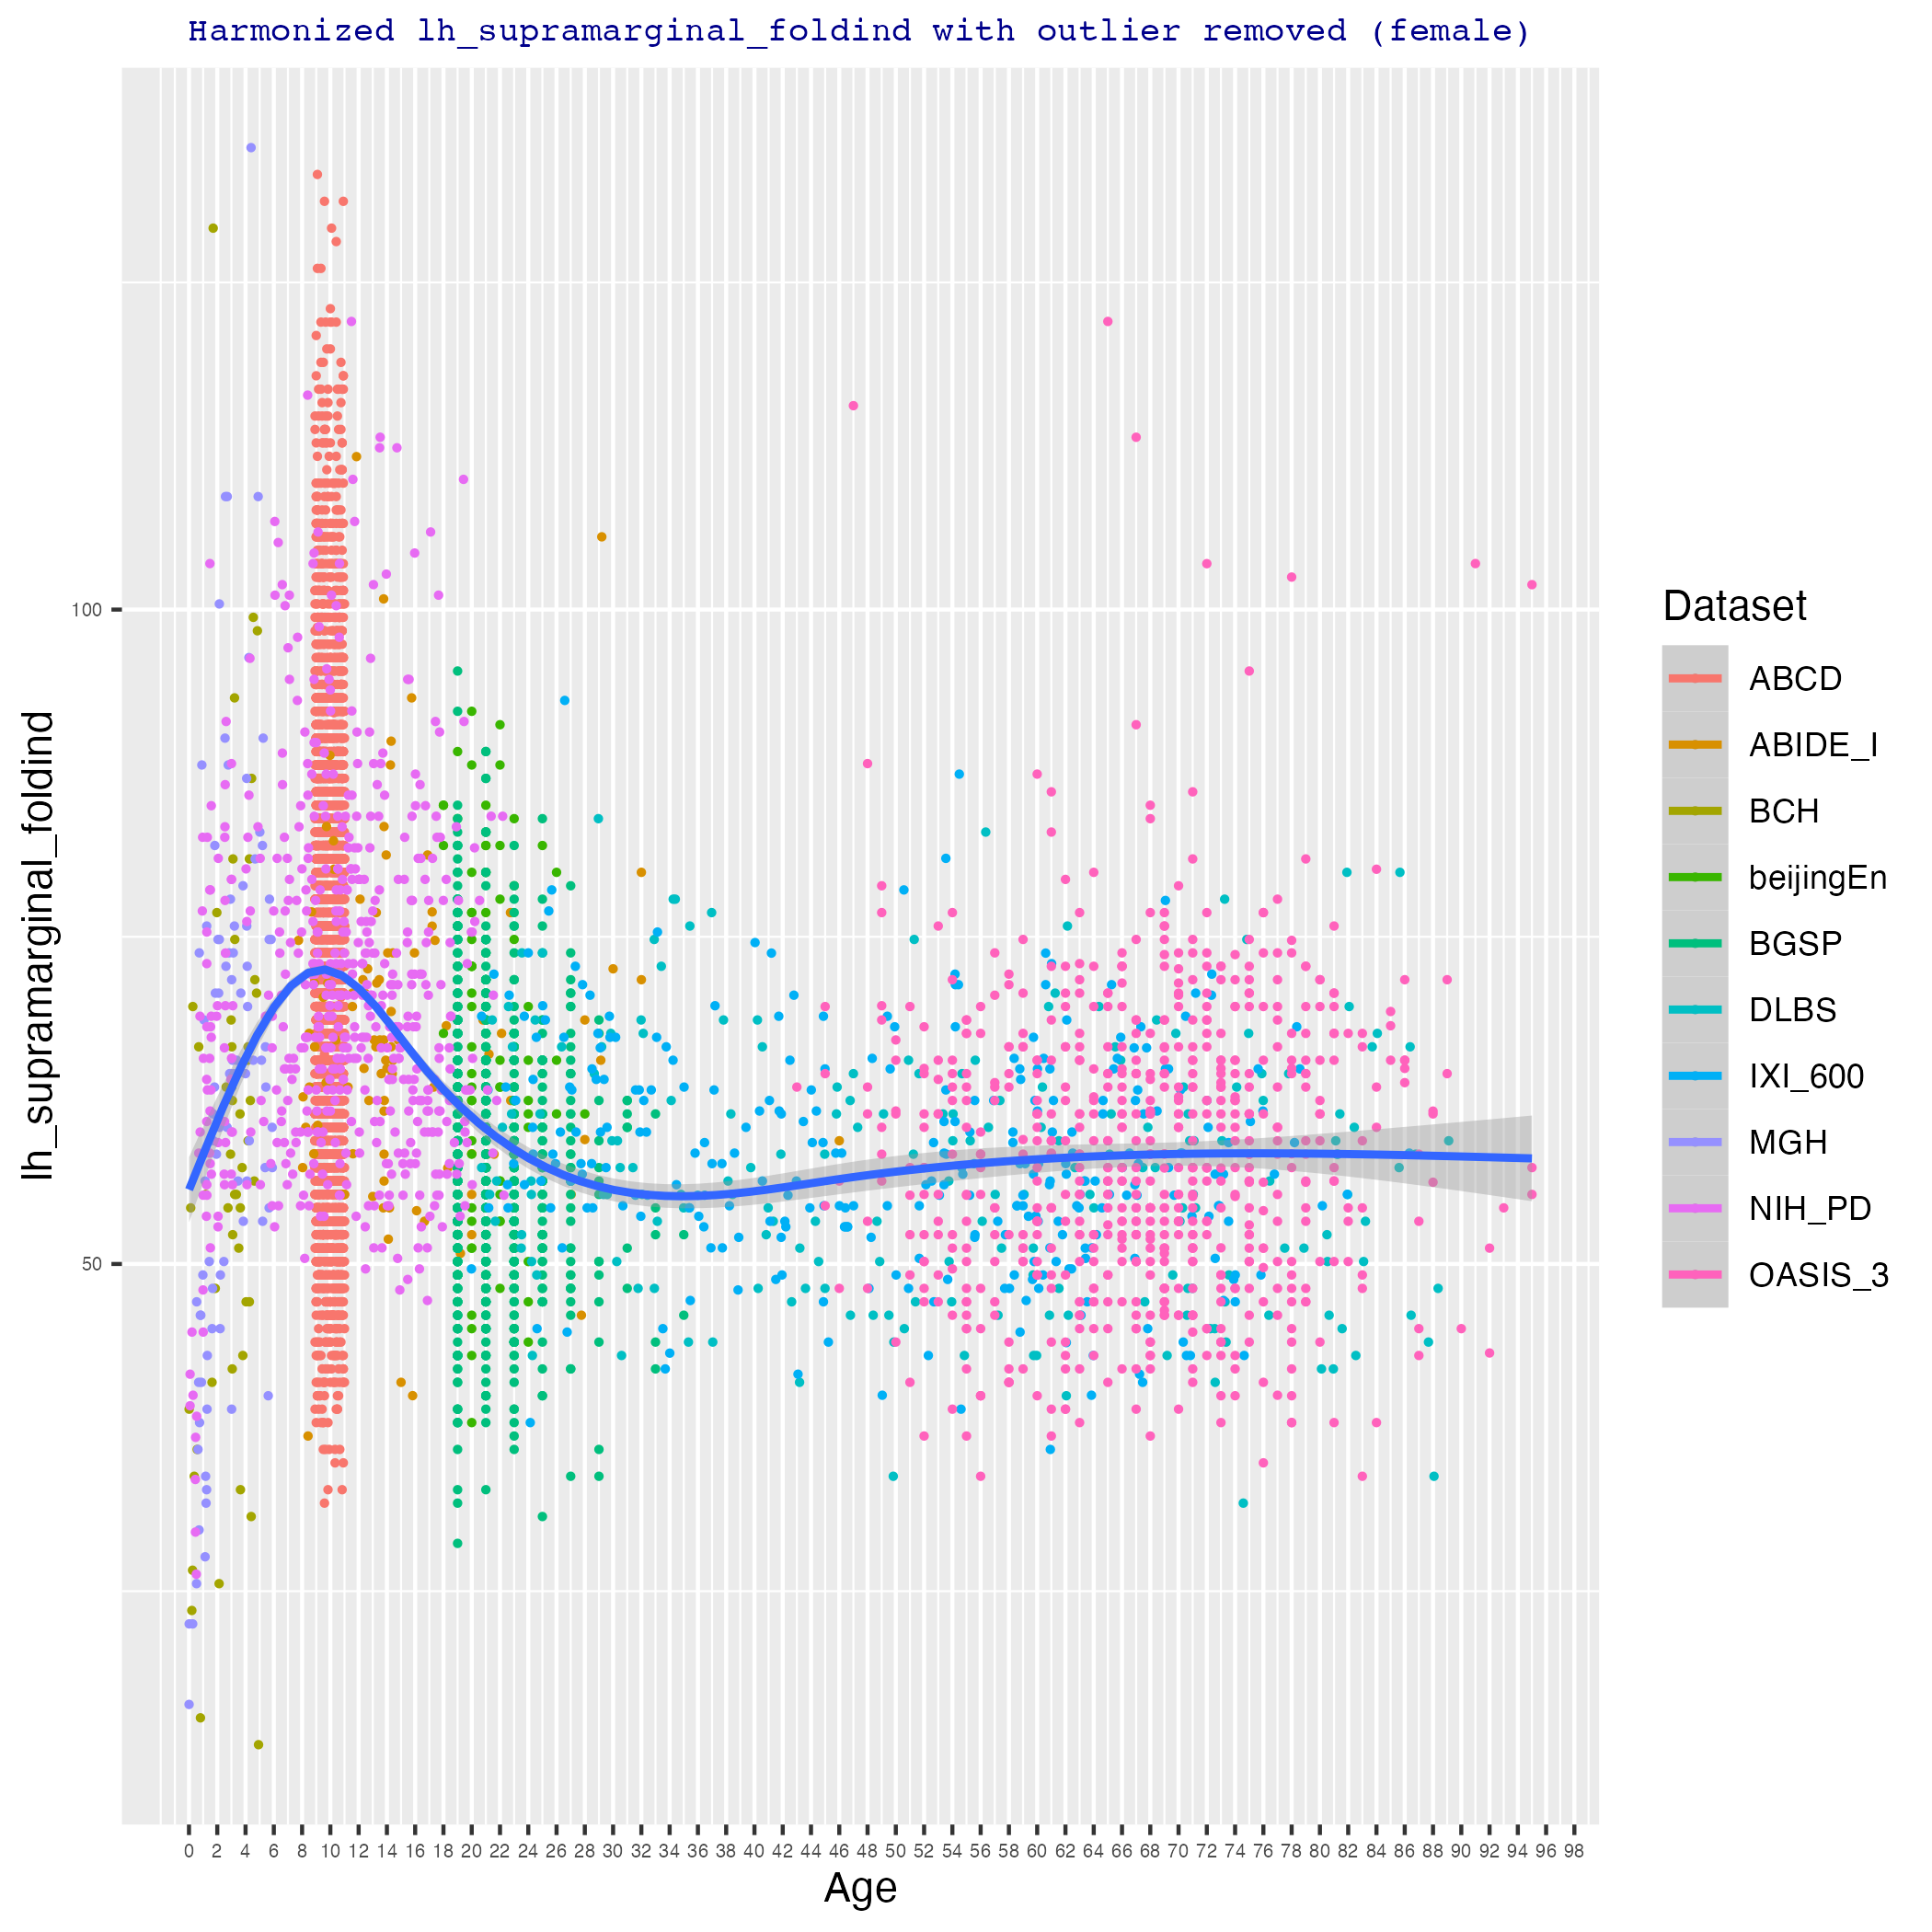 Harmonized lh_supramarginal_foldind with outlier removed (female)
lh_supramarginal_foldind
100
50
0 2 4 6 8 10 12 14 16 18 20 22 24 26 28 30 32 34 36 38 40 42 44 46 48 50 52 54 56 58 60 62 64 66 68 70 72 74 76 78 80 82 84 86 88 90 92 94 96 98
Age
Dataset
ABCD
ABIDE_I
BCH
beijingEn
BGSP
DLBS
IXI_600
MGH
NIH_PD
OASIS_3